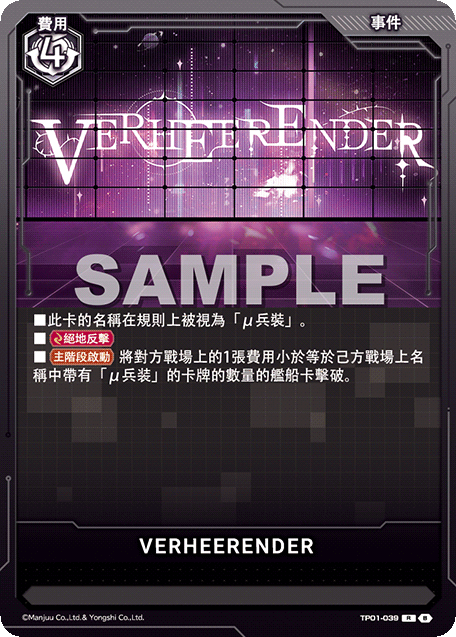 費用
事件
4
VERHEERENDER
SAMPLE
■此卡的名稱在規則上被視為「μ兵裝」。
■絕地反擊
■主階段啟動 將對方戰場上的1張費用小於等於己方戰場上名
稱中帶有「μ兵装」的卡牌的數量的艦船卡擊破。
VERHEERENDER
©Manjuu Co.,Ltd.& Yongshi Co.,Ltd.
TP01-039 R B